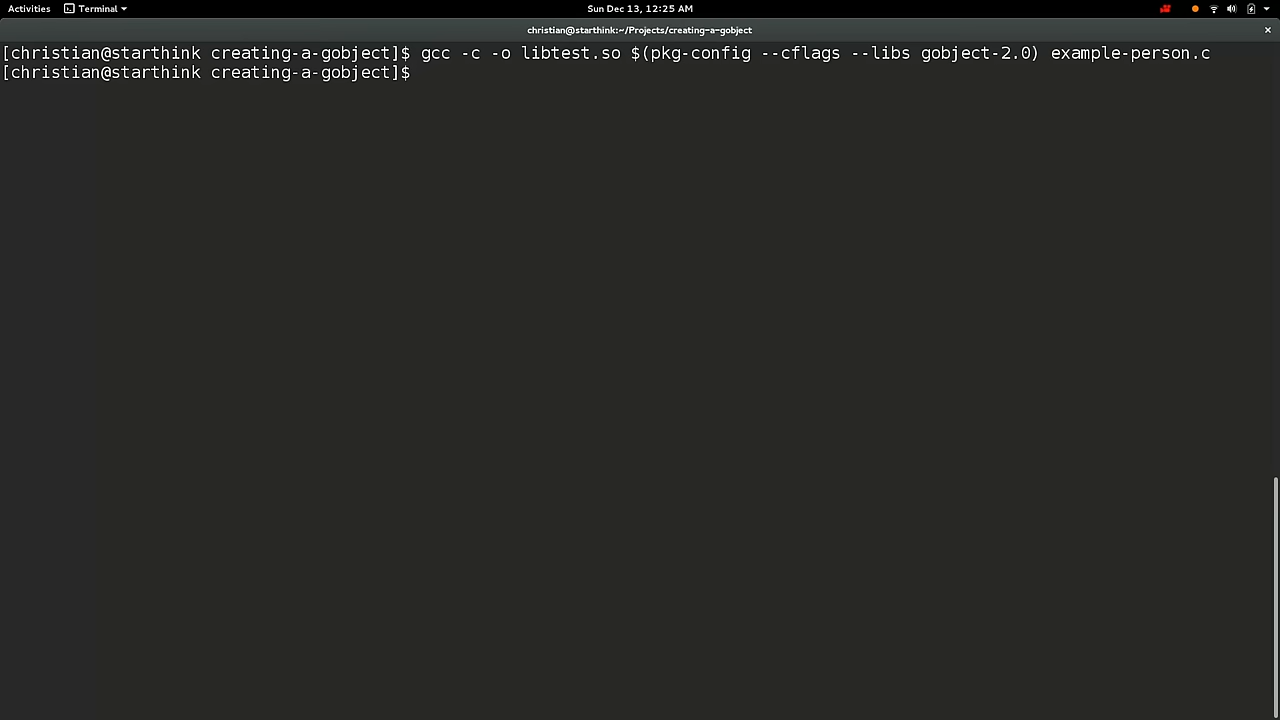 Activities Terminal Sun Dec 13, 12:25 AM
christian@starthink:~/Projects/creating-a-gobject
[christian@starthink creating-a-gobject]$ gcc -c -o libtest.so $(pkg-config --cflags --libs gobject-2.0) example-person.c
[christian@starthink creating-a-gobject]$